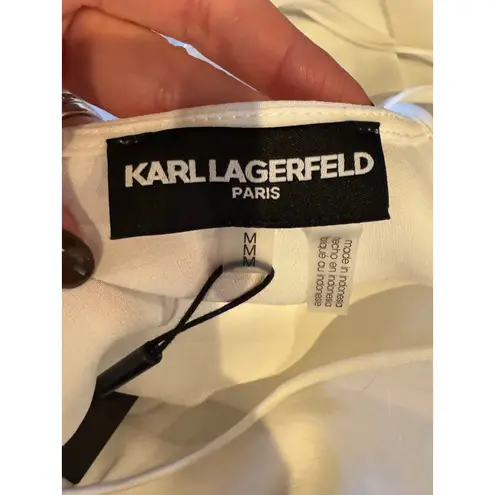 KARL LAGERFELD
PARIS
M
M
M
made in indonesia
hecho en indonesia